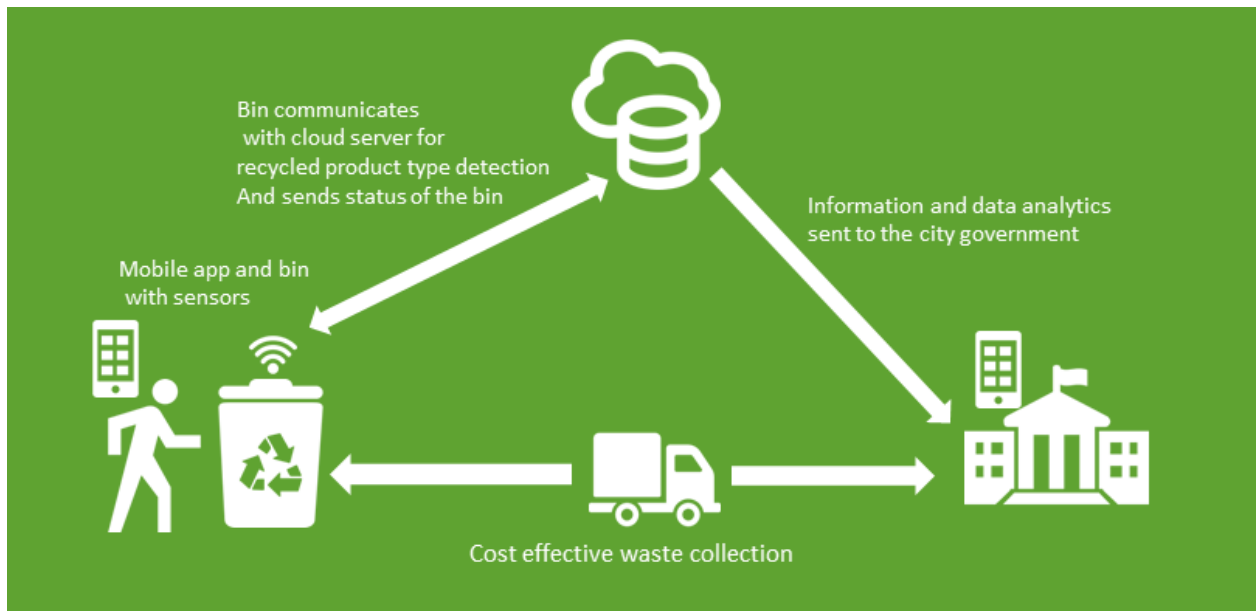 Bin communicates
with cloud server for
recycled product type detection
And sends status of the bin
Information and data analytics
sent to the city government
Mobile app and bin
with sensors
Cost effective waste collection